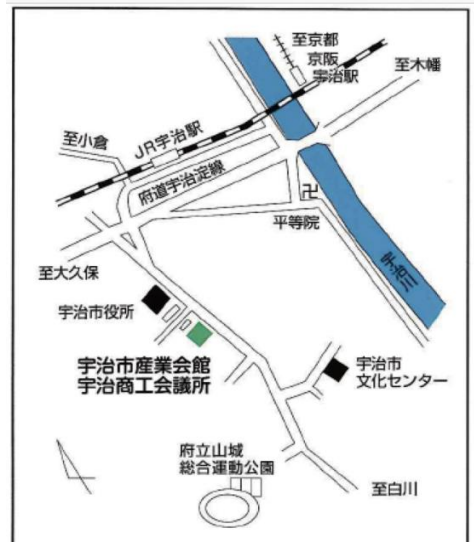 至京都
京阪
宇治駅
至木幡
至小倉
JR宇治駅
府道宇治淀線
卍
平等院
宇治川
至大久保
宇治市役所
宇治市産業会館
宇治商工会議所
宇治市
文化センター
府立山城
総合運動公園
至白川